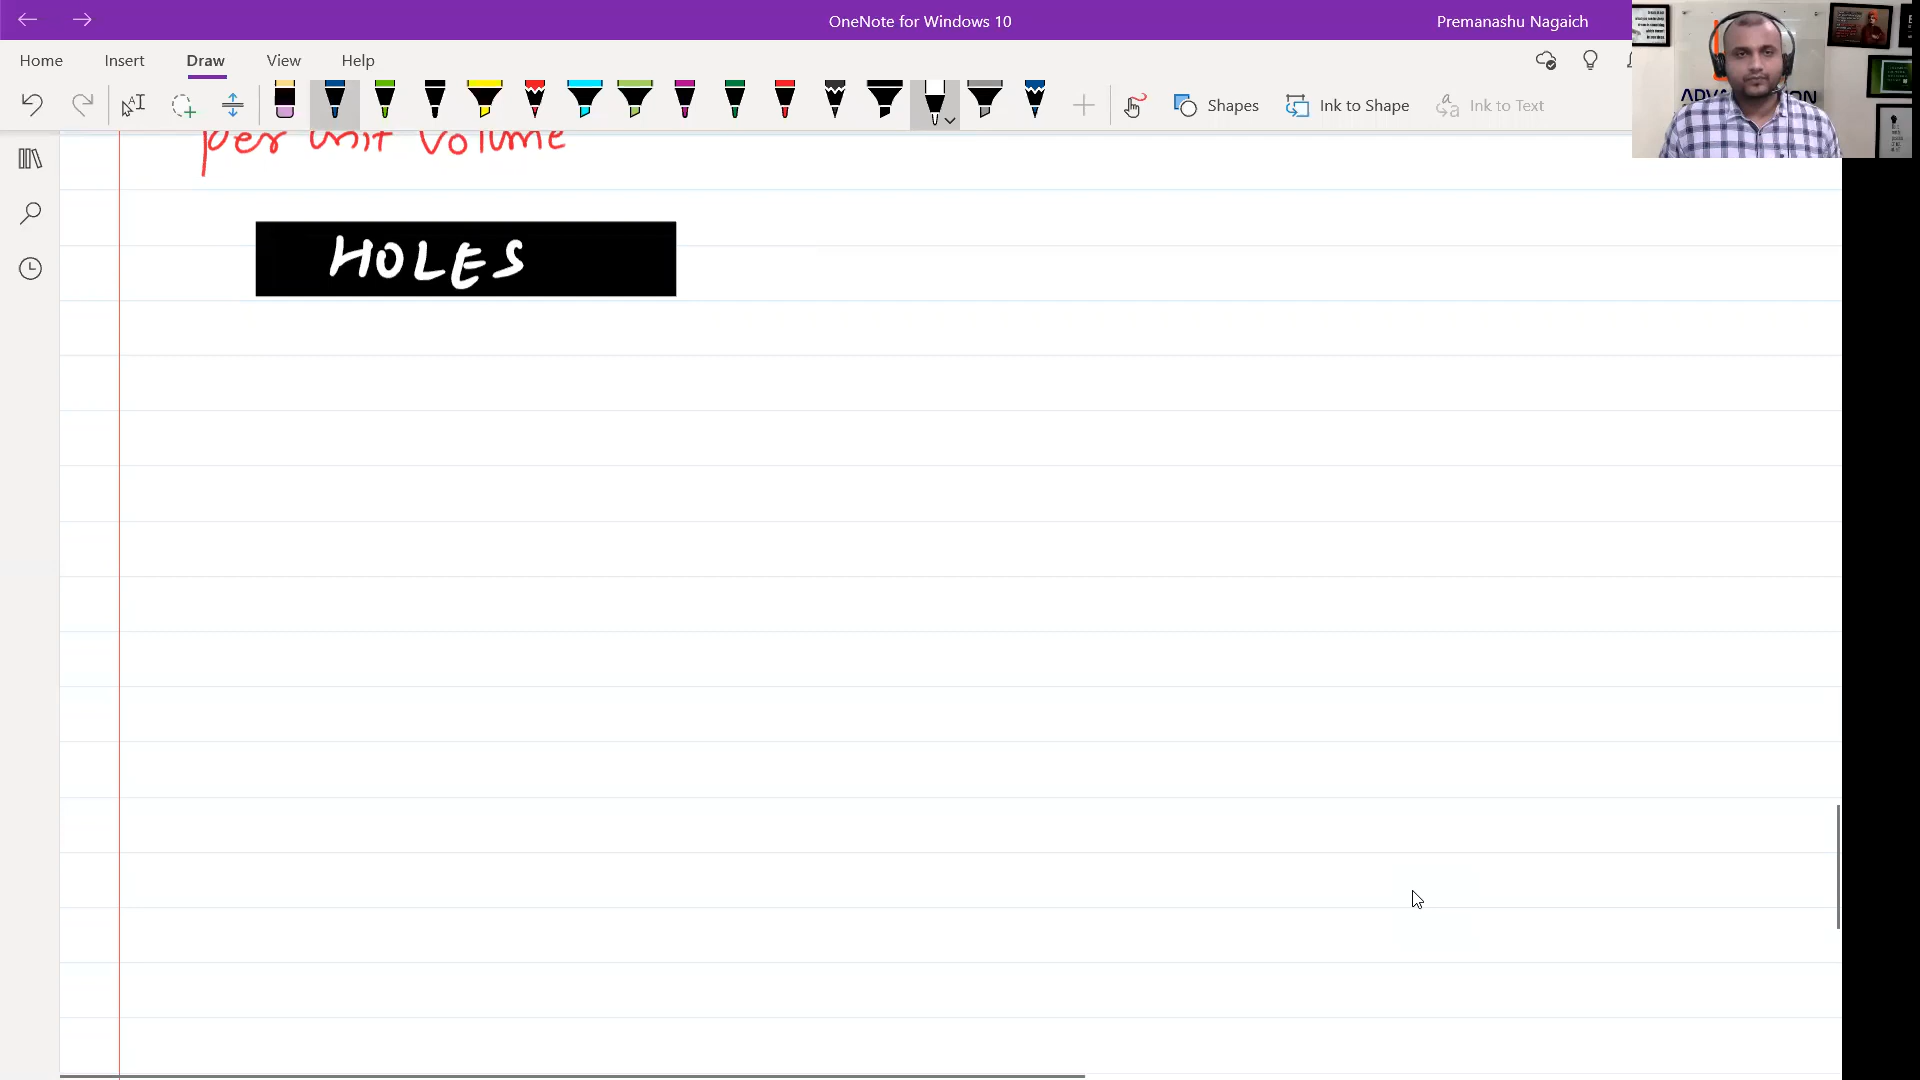 OneNote for Windows 10
Premanashu Nagaich
Home Insert Draw View Help
Shapes Ink to Shape Ink to Text
per unit volume
HOLES